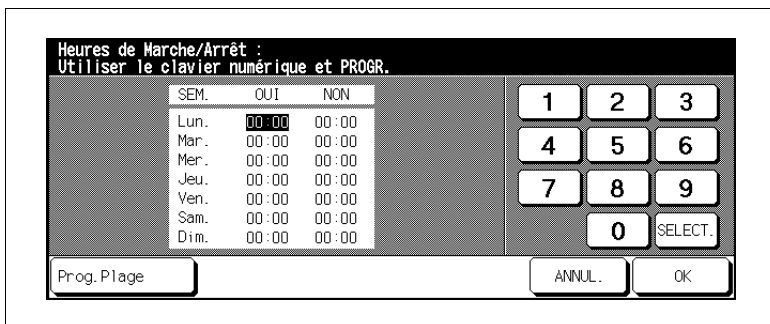 Heures de Marche/Arrêt :
Utiliser le clavier numérique et PROGR.
SEM. OUI NON
Lun. 00:00 00:00
Mar. 00:00 00:00
Mer. 00:00 00:00
Jeu. 00:00 00:00
Ven. 00:00 00:00
Sam. 00:00 00:00
Dim. 00:00 00:00
1 2 3
4 5 6
7 8 9
0 SELECT.
Prog.Plage ANNUL. OK